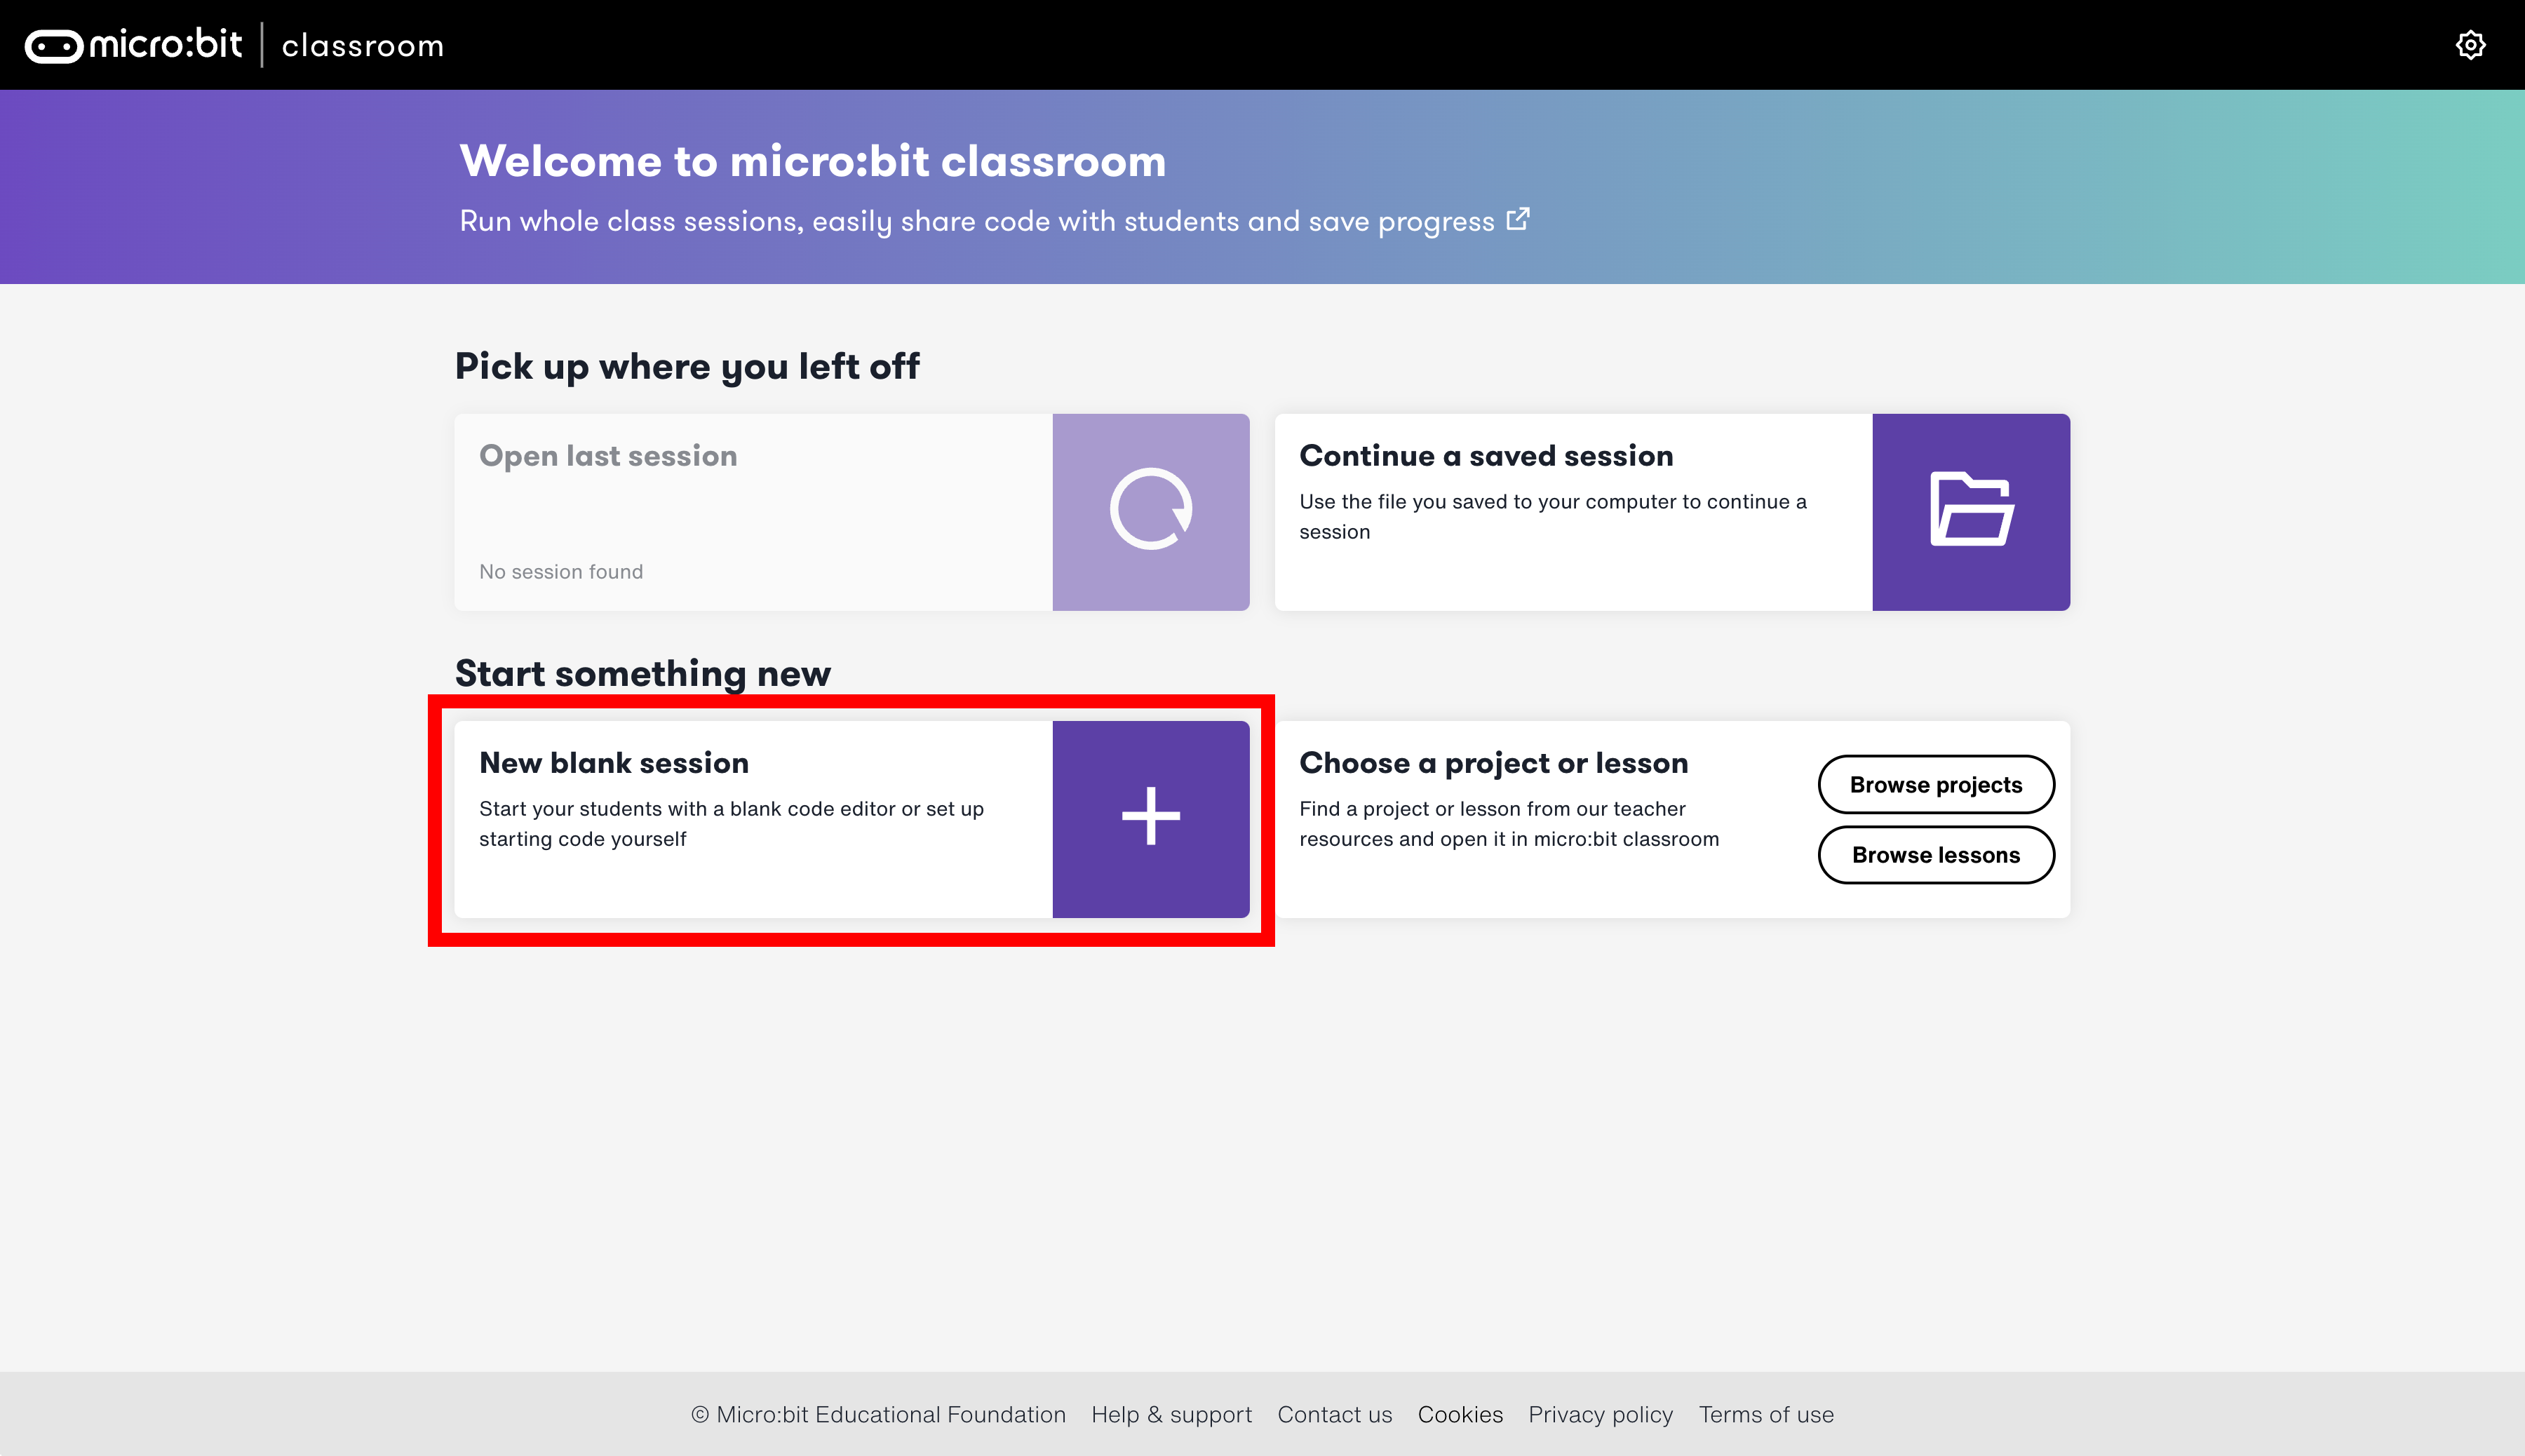 micro:bit classroom
Welcome to micro:bit classroom
Run whole class sessions, easily share code with students and save progress
Pick up where you left off
Open last session
No session found
Continue a saved session
Use the file you saved to your computer to continue a
session
Start something new
New blank session
Start your students with a blank code editor or set up
starting code yourself
Choose a project or lesson
Find a project or lesson from our teacher
resources and open it in micro:bit classroom
Browse projects
Browse lessons
© Micro:bit Educational Foundation Help & support Contact us Cookies Privacy policy Terms of use